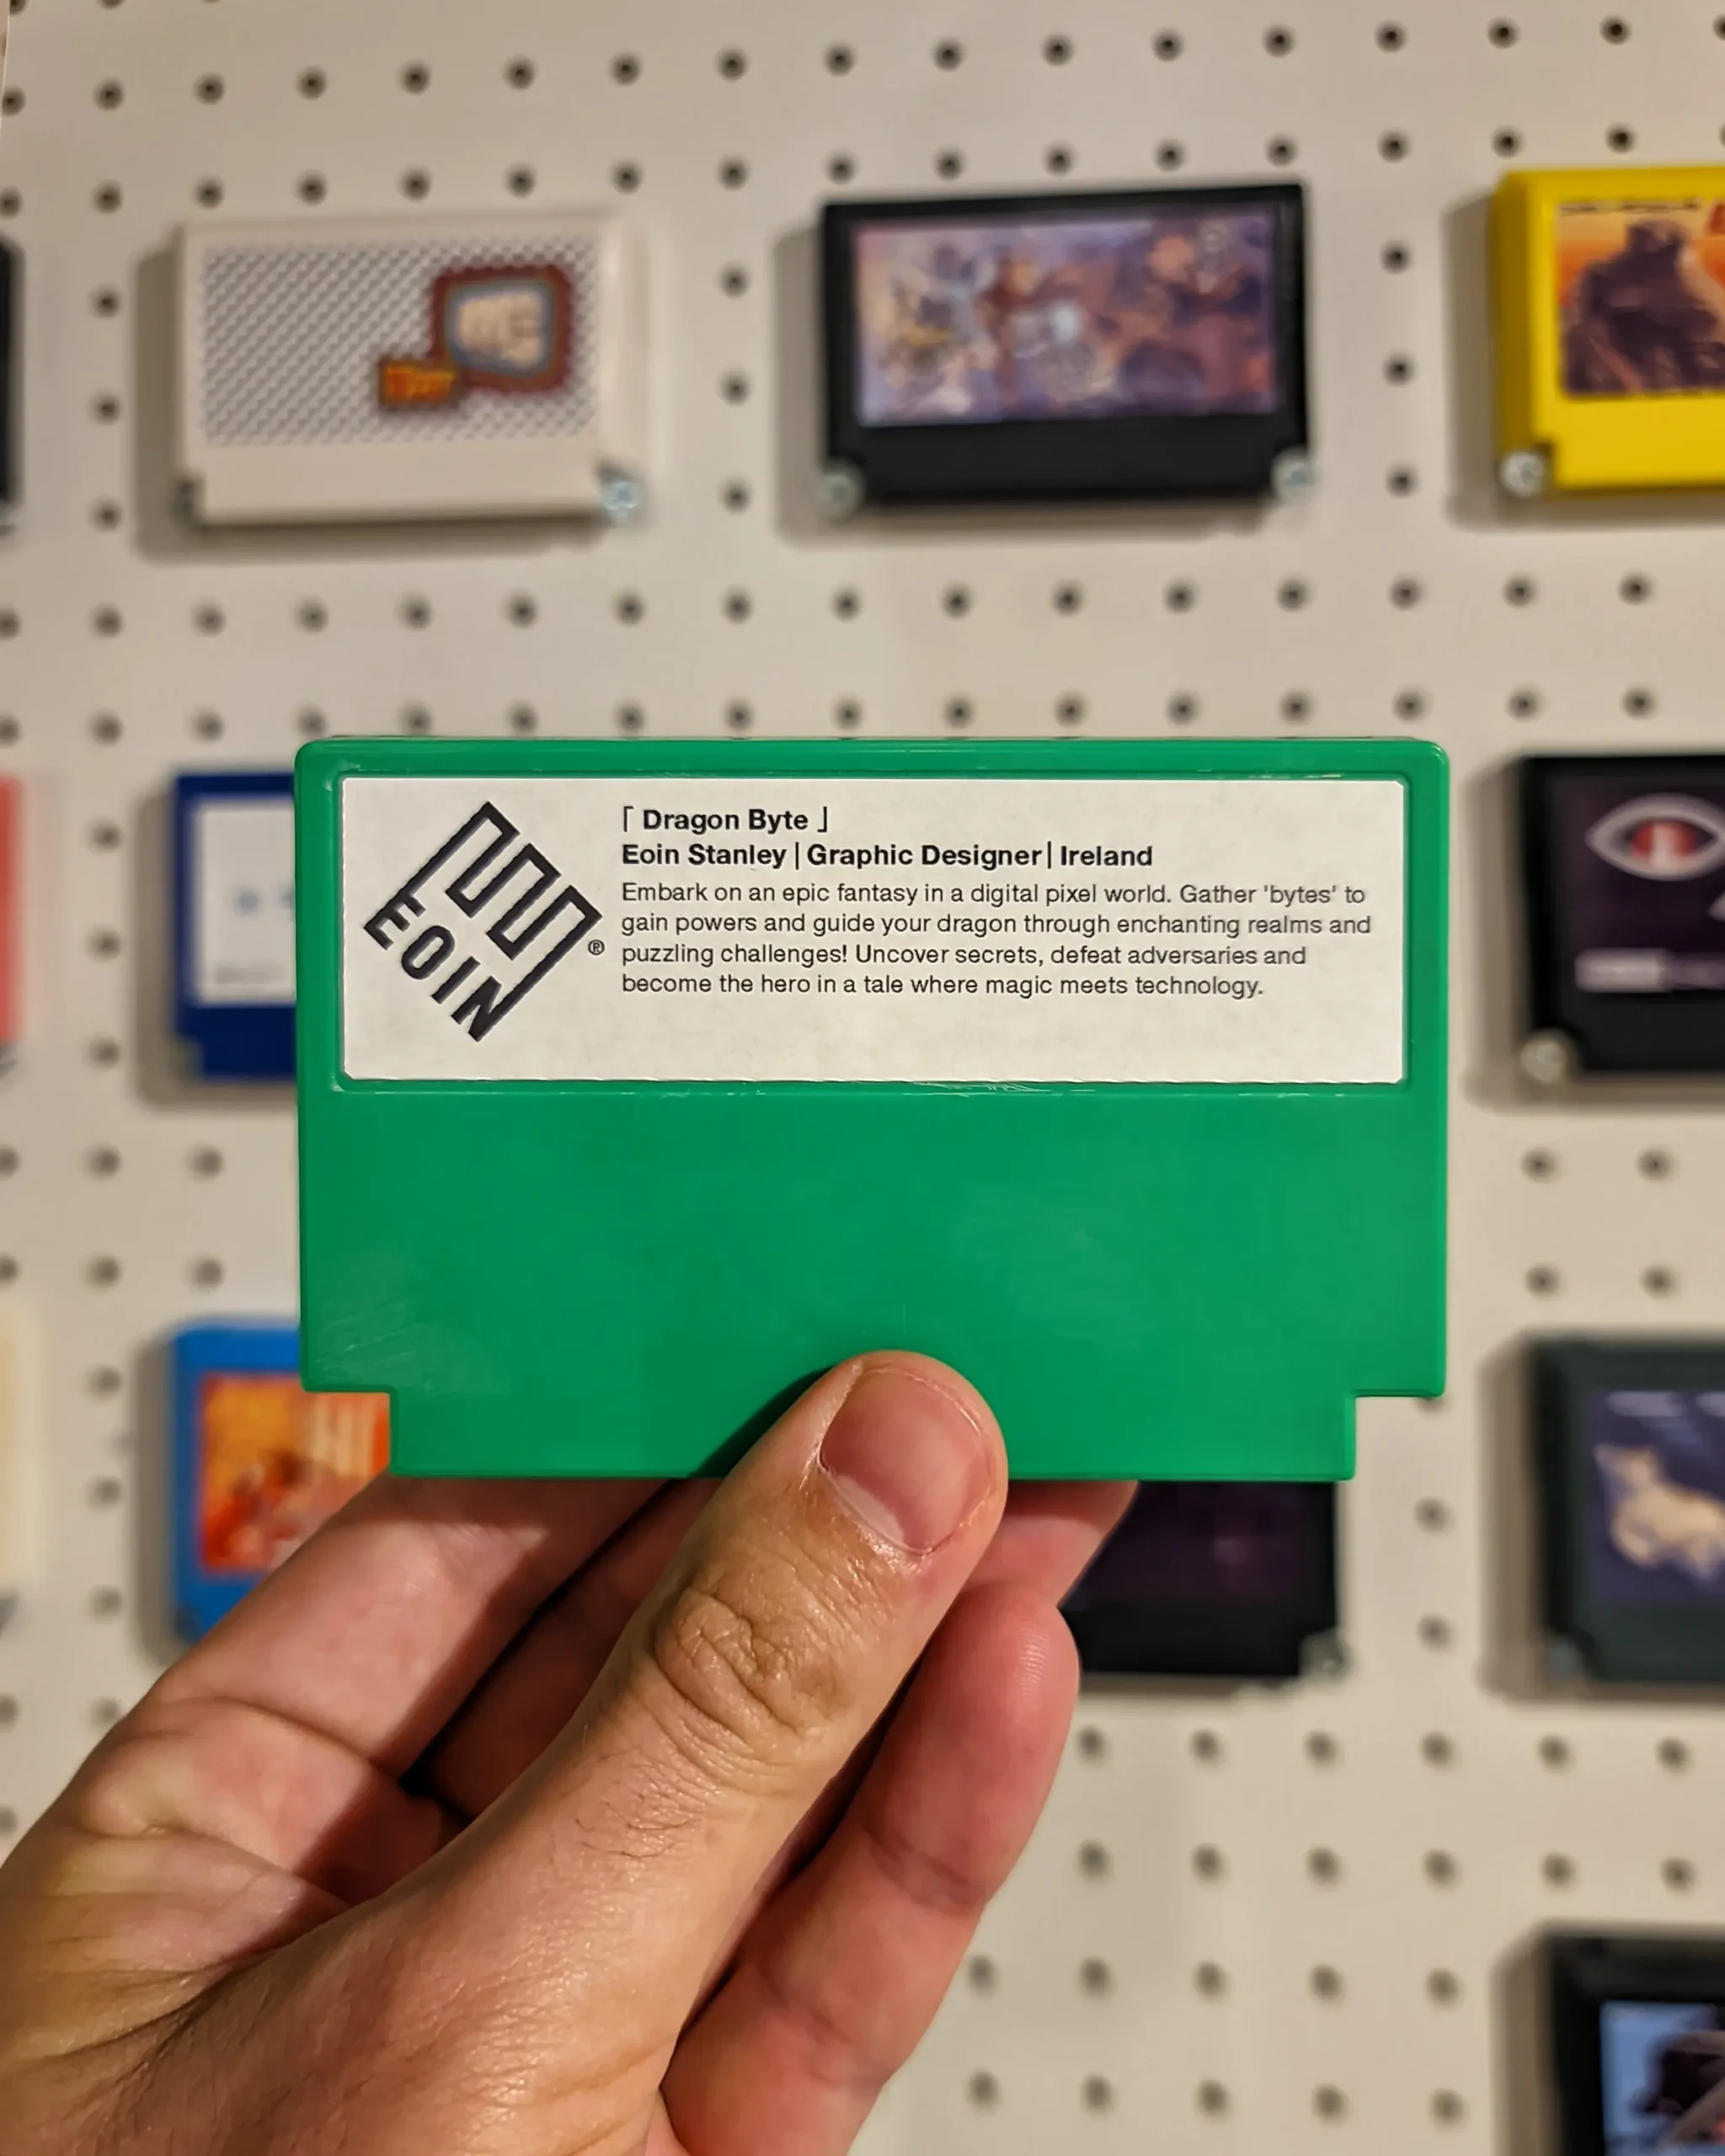 「 Dragon Byte 」
Eoin Stanley | Graphic Designer | Ireland
Embark on an epic fantasy in a digital pixel world. Gather 'bytes' to
gain powers and guide your dragon through enchanting realms and
puzzling challenges! Uncover secrets, defeat adversaries and
become the hero in a tale where magic meets technology.
EOIN
®